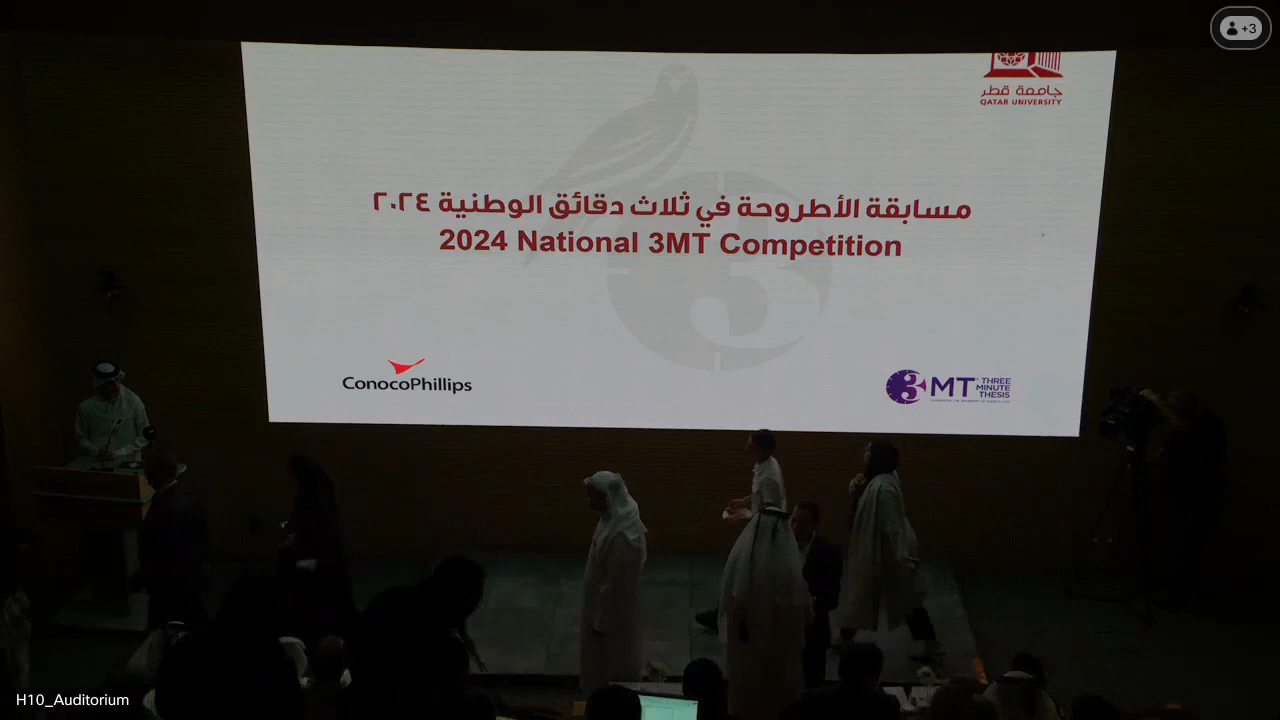 +3
جامعة قطر
QATAR UNIVERSITY
مسابقة الأطروحة في ثلاث دقائق الوطنية ٢٠٢٤
2024 National 3MT Competition
ConocoPhillips
3MT THREE
MINUTE
THESIS
H10_Auditorium